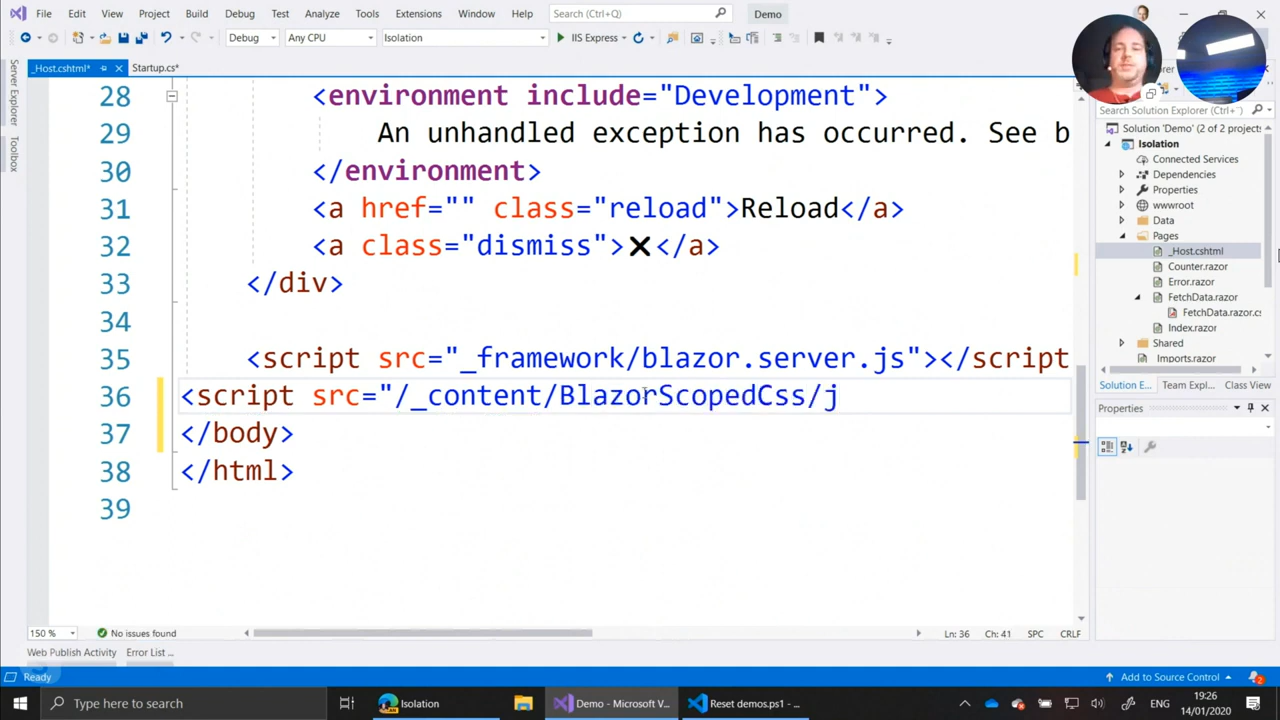 File Edit View Project Build Debug Test Analyze Tools Extensions Window Help Search (Ctrl+Q) Demo
Debug Any CPU Isolation IIS Express
_Host.cshtml* Startup.cs*
Server Explorer
Toolbox
28 <environment include="Development">
29 An unhandled exception has occurred. See b
30 </environment>
31 <a href="" class="reload">Reload</a>
32 <a class="dismiss">🗙</a>
33 </div>
34
35 <script src="_framework/blazor.server.js"></script
36 <script src="/_content/BlazorScopedCss/j
37 </body>
38 </html>
39
150 % No issues found Ln: 36 Ch: 41 SPC CRLF
Web Publish Activity Error List ...
Ready Add to Source Control 2
Search Solution Explorer (Ctrl+
Solution 'Demo' (2 of 2 projects
Isolation
Connected Services
Dependencies
Properties
wwwroot
Data
Pages
_Host.cshtml
Counter.razor
Error.razor
FetchData.razor
FetchData.razor.cs
Index.razor
Shared
Imports.razor
Solution E... Team Expl... Class View
Properties
Type here to search Isolation Demo - Microsoft V... Reset demos.ps1 - ... ENG 19:26 14/01/2020 2